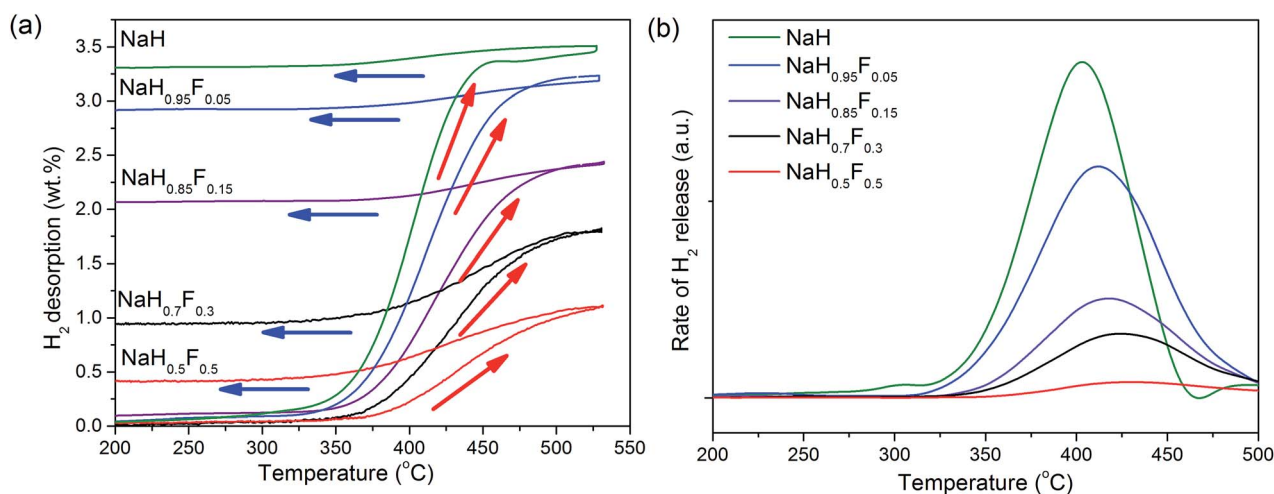 (a)
H₂ desorption (wt.%)
3.5
3.0
2.5
2.0
1.5
1.0
0.5
0.0
NaH
NaH₀.₉₅F₀.₀₅
NaH₀.₈₅F₀.₁₅
NaH₀.₇F₀.₃
NaH₀.₅F₀.₅
200 250 300 350 400 450 500 550
Temperature (°C)
(b)
Rate of H₂ release (a.u.)
NaH
NaH₀.₉₅F₀.₀₅
NaH₀.₈₅F₀.₁₅
NaH₀.₇F₀.₃
NaH₀.₅F₀.₅
200 250 300 350 400 450 500
Temperature (°C)